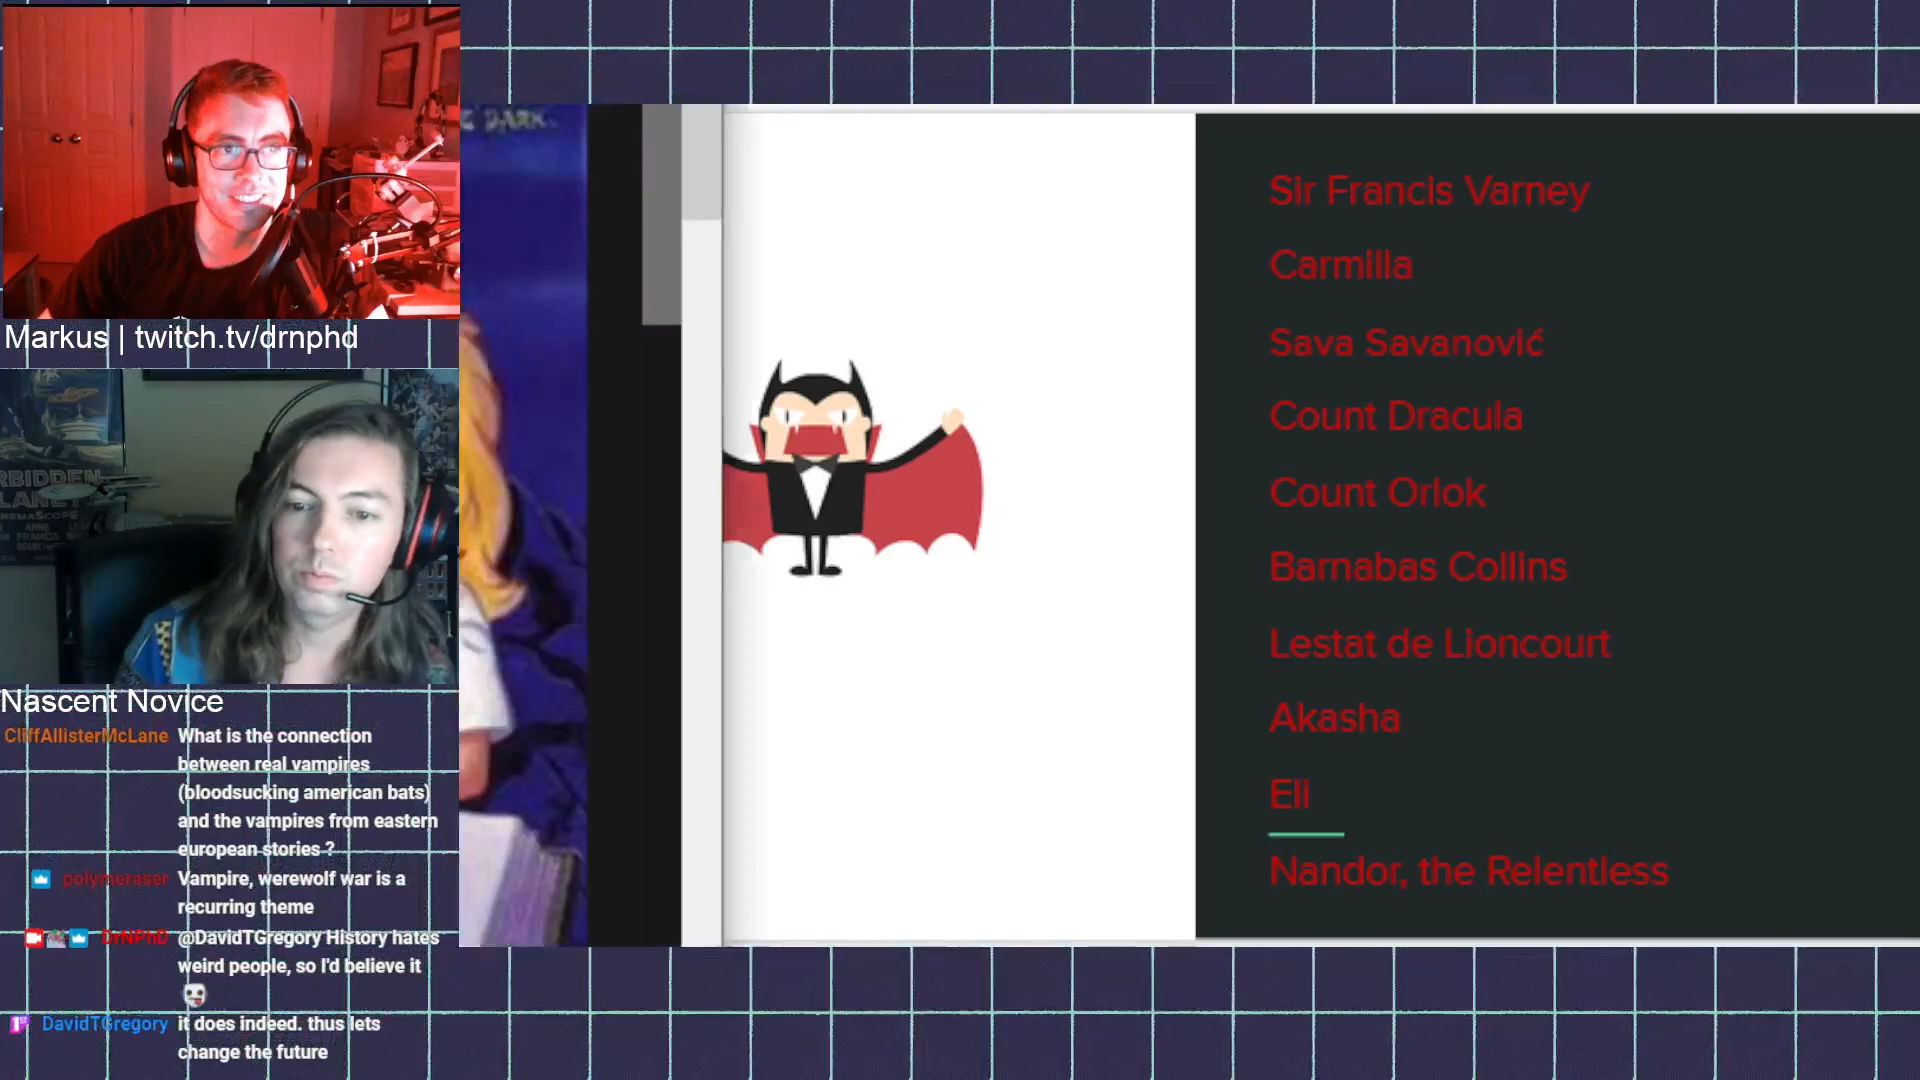 Markus | twitch.tv/drnphd
Nascent Novice
CliffAllisterMcLane What is the connection
between real vampires
(bloodsucking american bats)
and the vampires from eastern
european stories ?
polymeraser Vampire, werewolf war is a
recurring theme
DrNPhD @DavidTGregory History hates
weird people, so I'd believe it
DavidTGregory it does indeed. thus lets
change the future
DARK
Sir Francis Varney
Carmilla
Sava Savanović
Count Dracula
Count Orlok
Barnabas Collins
Lestat de Lioncourt
Akasha
Eli
Nandor, the Relentless